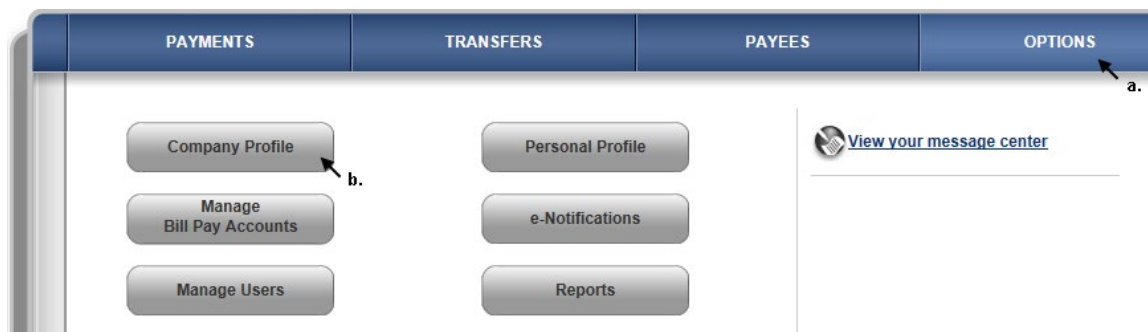 PAYMENTS TRANSFERS PAYEES OPTIONS
a.
Company Profile Personal Profile View your message center
b.
Manage
Bill Pay Accounts e-Notifications
Manage Users Reports